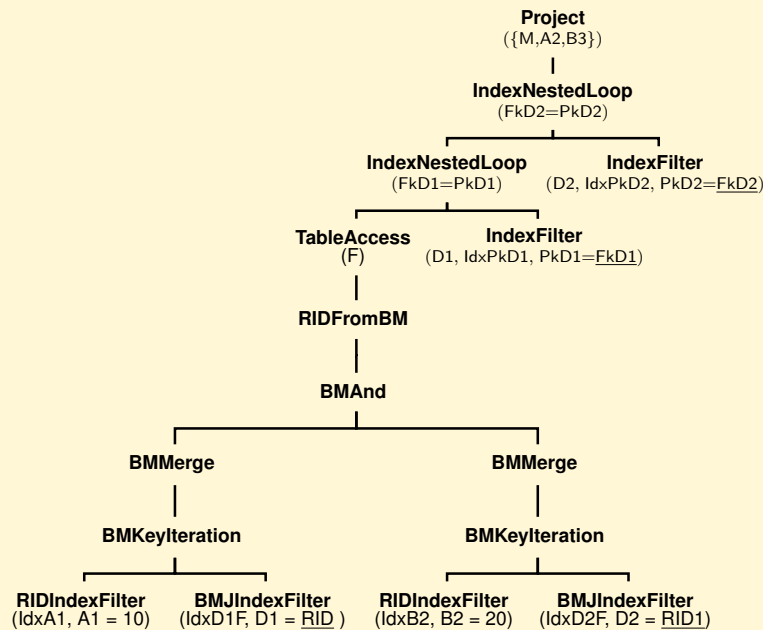 Project
({M,A2,B3})
IndexNestedLoop
(FkD2=PkD2)
IndexNestedLoop IndexFilter
(FkD1=PkD1) (D2, IdxPkD2, PkD2=FkD2)
TableAccess IndexFilter
(F) (D1, IdxPkD1, PkD1=FkD1)
RIDFromBM
BMAnd
BMMerge BMMerge
BMKeyIteration BMKeyIteration
RIDIndexFilter BMJIndexFilter RIDIndexFilter BMJIndexFilter
(IdxA1, A1 = 10) (IdxD1F, D1 = RID ) (IdxB2, B2 = 20) (IdxD2F, D2 = RID1)